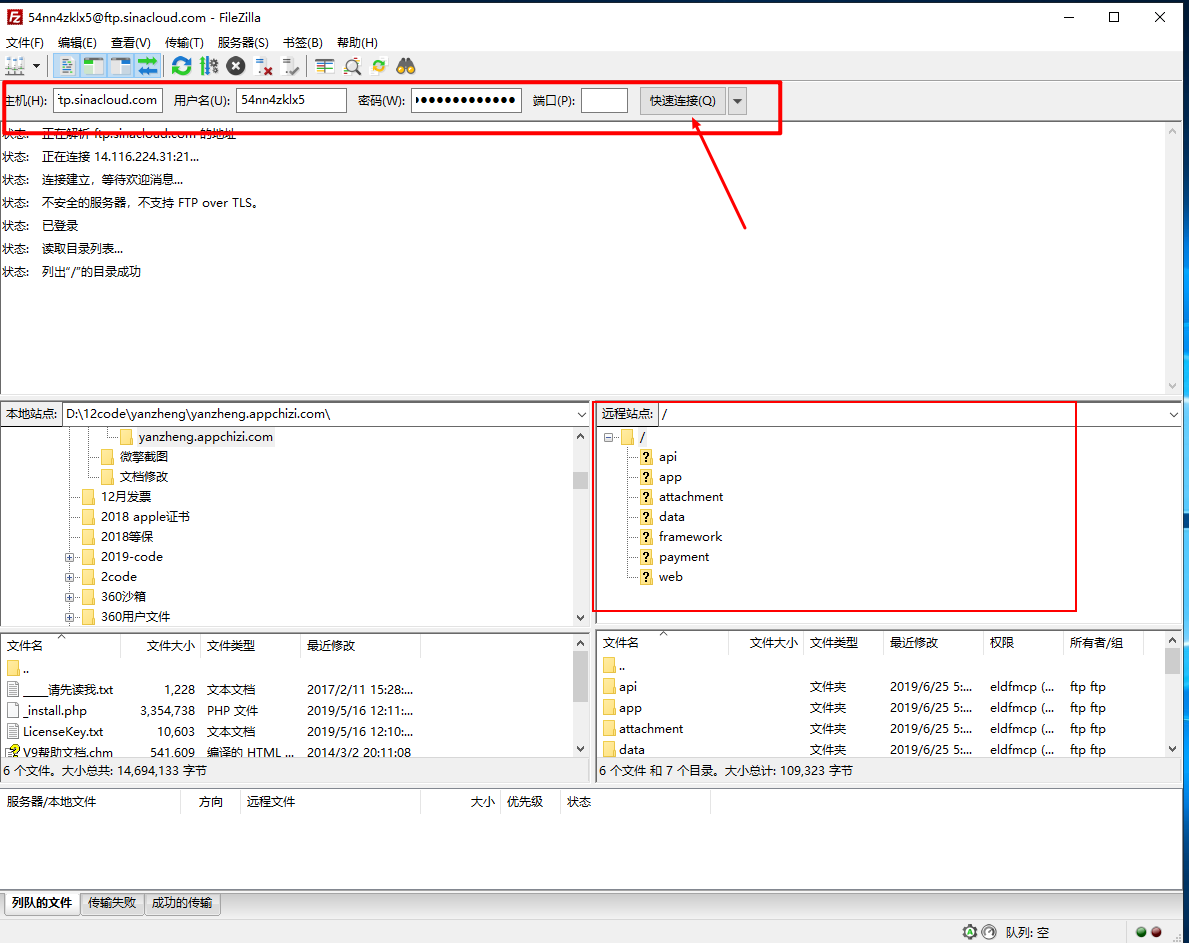 54nn4zklx5@ftp.sinacloud.com - FileZilla
文件(F) 编辑(E) 查看(V) 传输(T) 服务器(S) 书签(B) 帮助(H)
主机(H): tp.sinacloud.com 用户名(U): 54nn4zklx5 密码(W): ●●●●●●●●●●●●● 端口(P): 快速连接(Q)
状态: 正在解析 ftp.sinacloud.com 的地址
状态: 正在连接 14.116.224.31:21...
状态: 连接建立，等待欢迎消息...
状态: 不安全的服务器，不支持 FTP over TLS。
状态: 已登录
状态: 读取目录列表...
状态: 列出“/”的目录成功
本地站点: D:\12code\yanzheng\yanzheng.appchizi.com\
yanzheng.appchizi.com
微擎截图
文档修改
12月发票
2018 apple证书
2018等保
2019-code
2code
360沙箱
360用户文件
远程站点: /
/
? api
? app
? attachment
? data
? framework
? payment
? web
文件名 文件大小 文件类型 最近修改
..
____请先读我.txt 1,228 文本文档 2017/2/11 15:28:...
_install.php 3,354,738 PHP 文件 2019/5/16 12:11:...
LicenseKey.txt 10,603 文本文档 2019/5/16 12:10:...
V9帮助文档.chm 541,609 编译的 HTML ... 2014/3/2 20:11:08
6 个文件。大小总共: 14,694,133 字节
文件名 文件大小 文件类型 最近修改 权限 所有者/组
..
api 文件夹 2019/6/25 5:... eldfmcp (... ftp ftp
app 文件夹 2019/6/25 5:... eldfmcp (... ftp ftp
attachment 文件夹 2019/6/25 5:... eldfmcp (... ftp ftp
data 文件夹 2019/6/25 5:... eldfmcp (... ftp ftp
6 个文件 和 7 个目录。大小总计: 109,323 字节
服务器/本地文件 方向 远程文件 大小 优先级 状态
列队的文件 传输失败 成功的传输
队列: 空